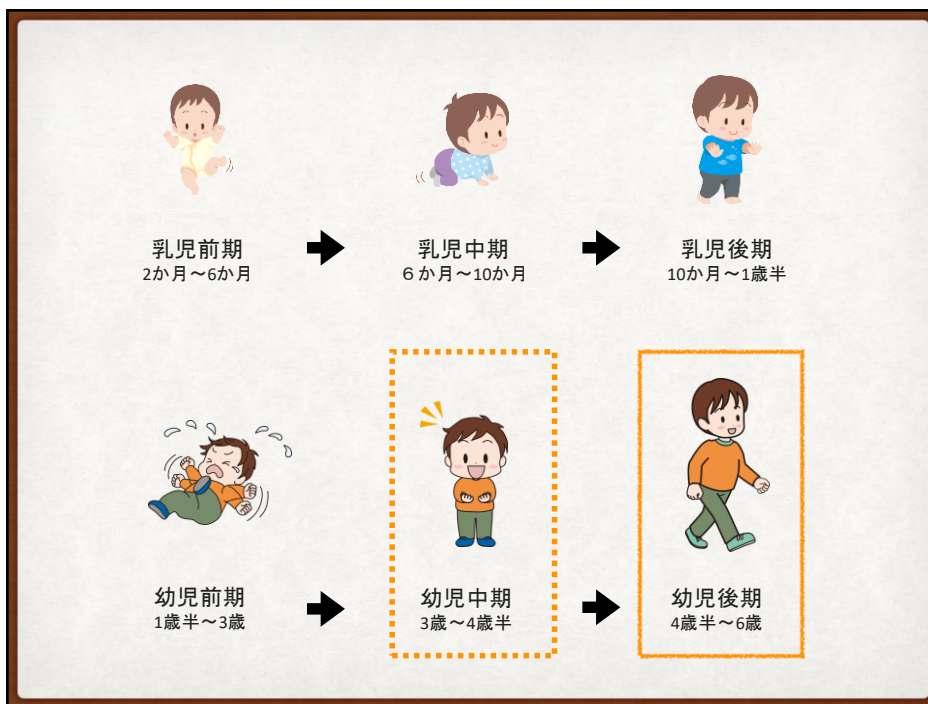 乳児前期
2か月～6か月
乳児中期
６か月～10か月
乳児後期
10か月～1歳半
幼児前期
1歳半～3歳
幼児中期
3歳～4歳半
幼児後期
4歳半～6歳